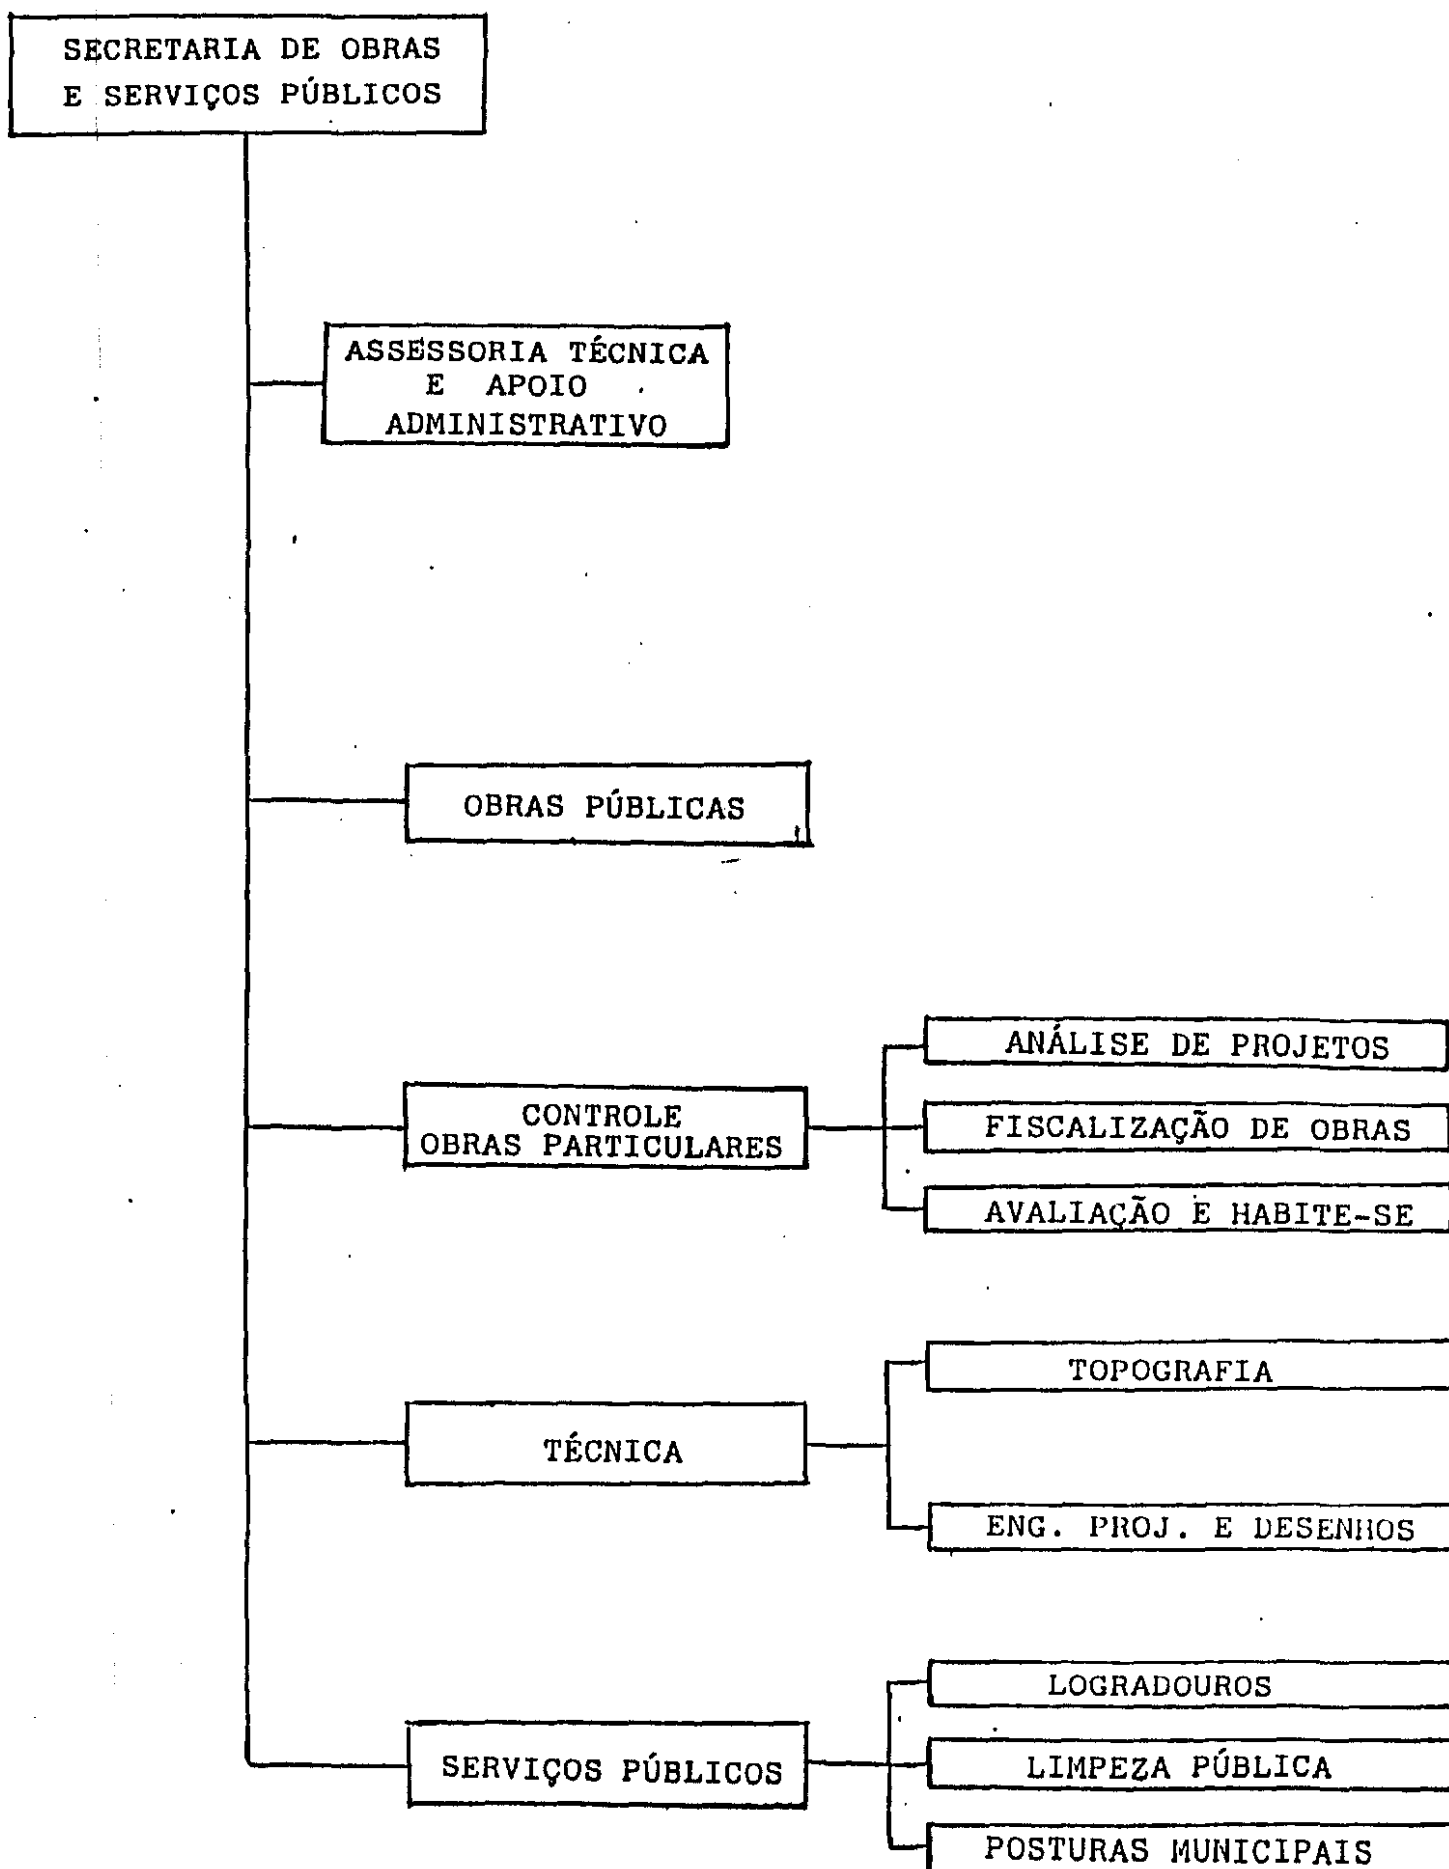 SECRETARIA DE OBRAS
E SERVIÇOS PÚBLICOS
ASSESSORIA TÉCNICA
E APOIO
ADMINISTRATIVO
OBRAS PÚBLICAS
CONTROLE
OBRAS PARTICULARES
ANÁLISE DE PROJETOS
FISCALIZAÇÃO DE OBRAS
AVALIAÇÃO E HABITE-SE
TÉCNICA
TOPOGRAFIA
ENG. PROJ. E DESENHOS
SERVIÇOS PÚBLICOS
LOGRADOUROS
LIMPEZA PÚBLICA
POSTURAS MUNICIPAIS